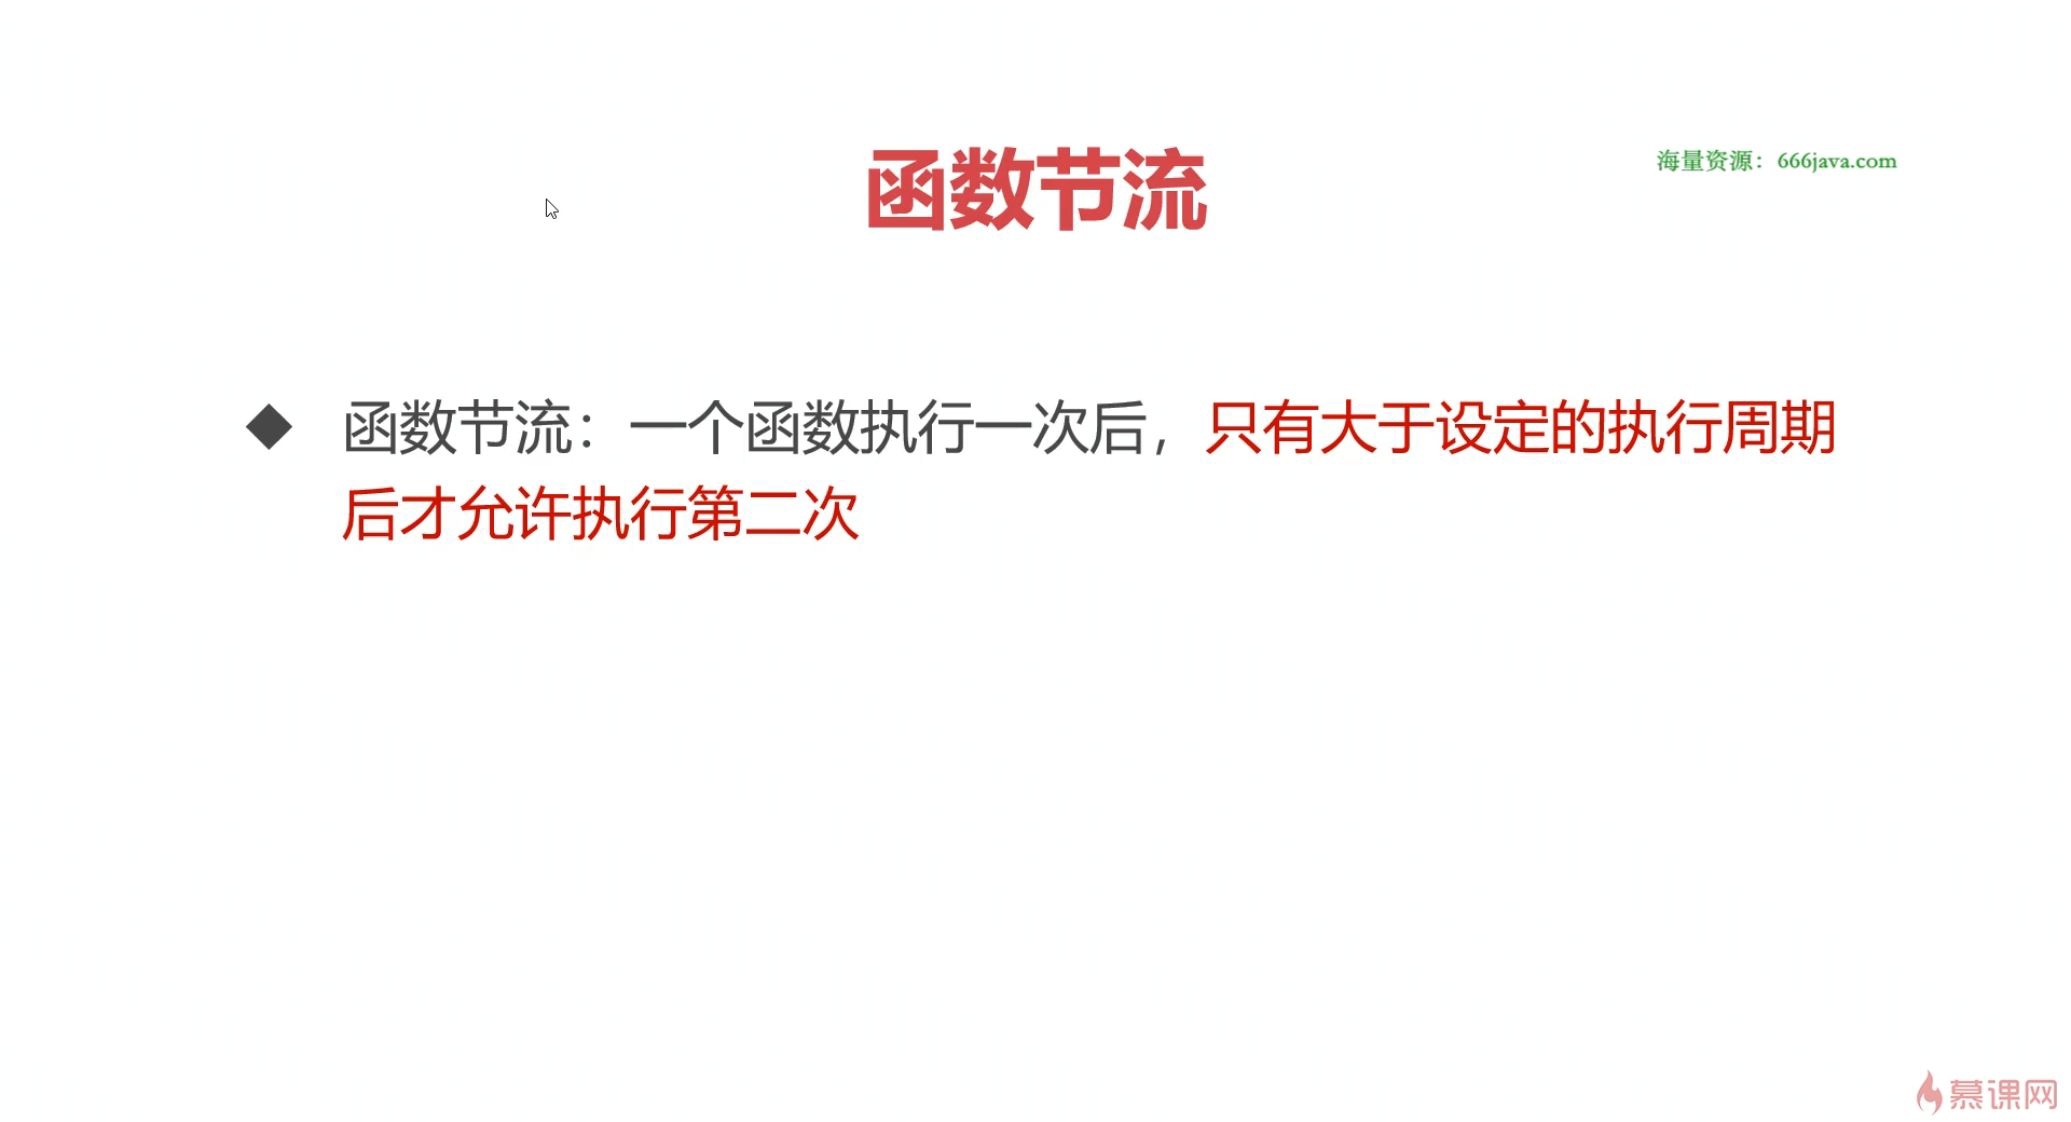 函数节流
海量资源：666java.com
函数节流：一个函数执行一次后，只有大于设定的执行周期
后才允许执行第二次
慕课网